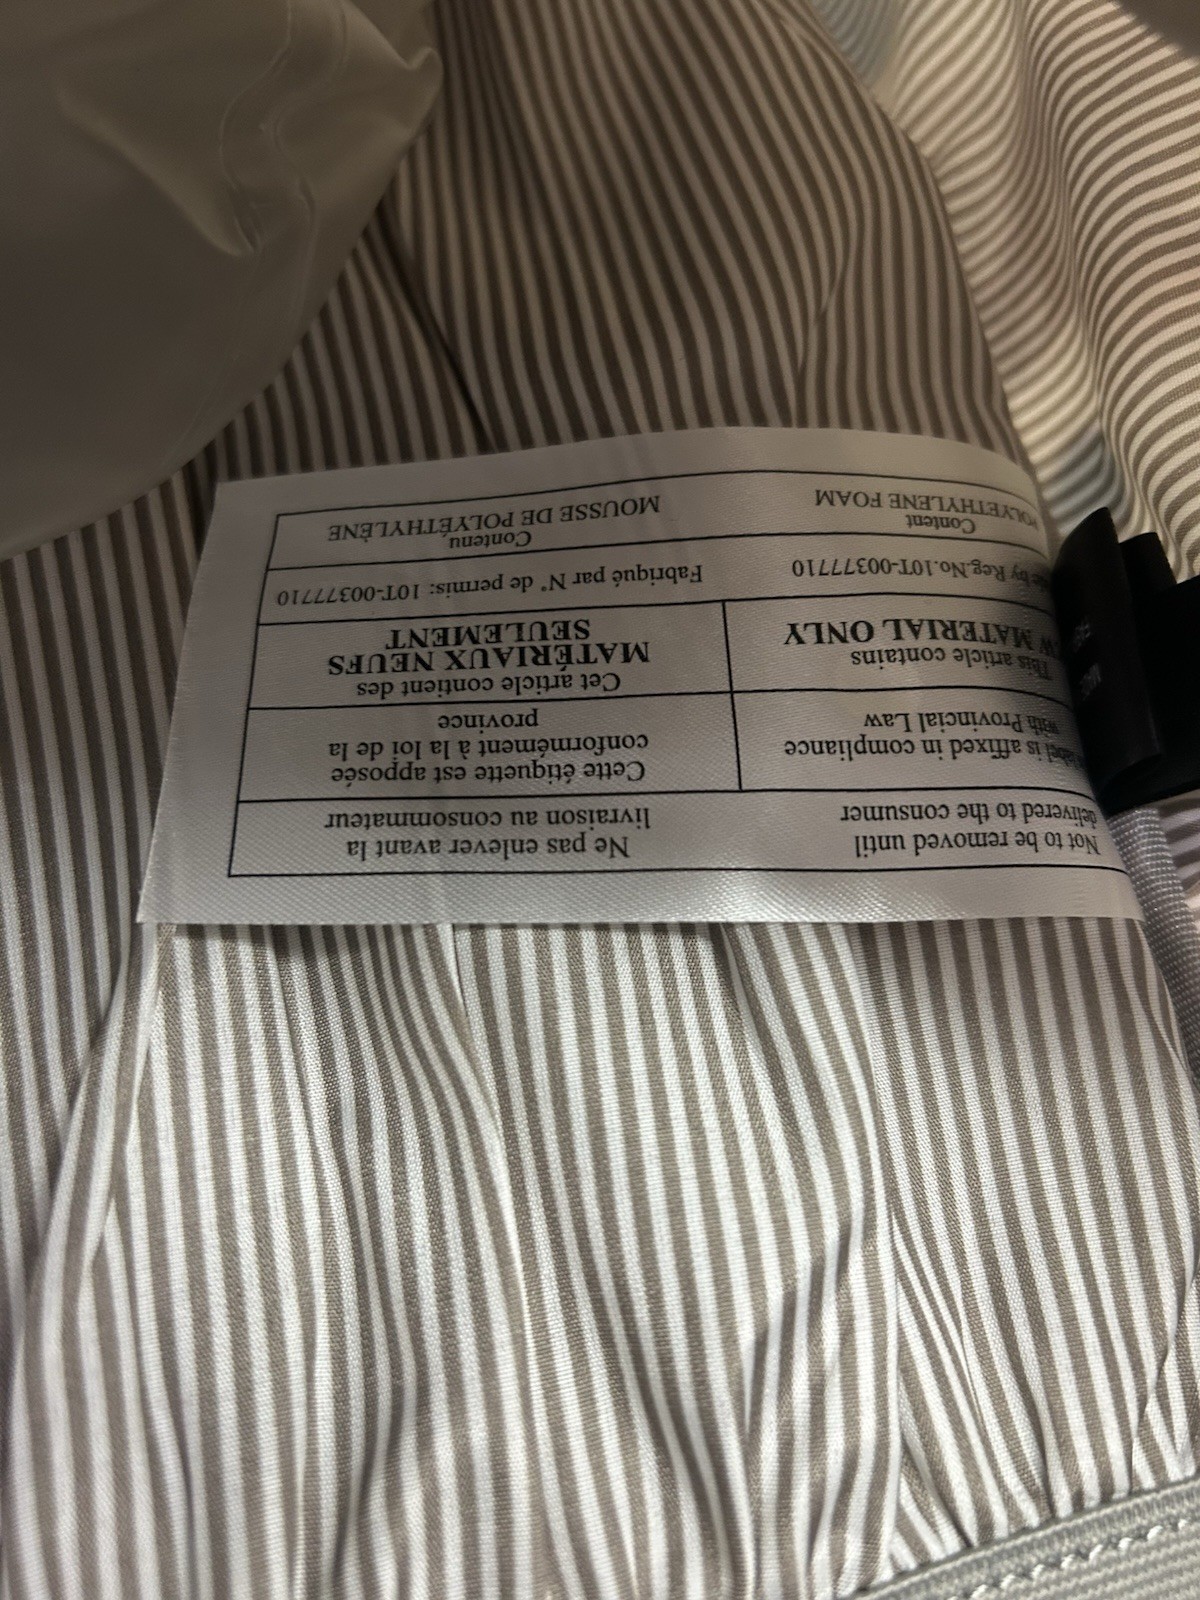 Not to be removed until
delivered to the consumer
Ne pas enlever avant la
livraison au consommateur
is affixed in compliance
with Provincial Law
Cette étiquette est apposée
conformément à la loi de la
province
This article contains
MATERIAL ONLY
Cet article contient des
MATÉRIAUX NEUFS
SEULEMENT
by Reg.No.10T-00377710
Fabriqué par N° de permis: 10T-00377710
Content
POLYETHYLENE FOAM
Contenu
MOUSSE DE POLYÉTHYLÈNE